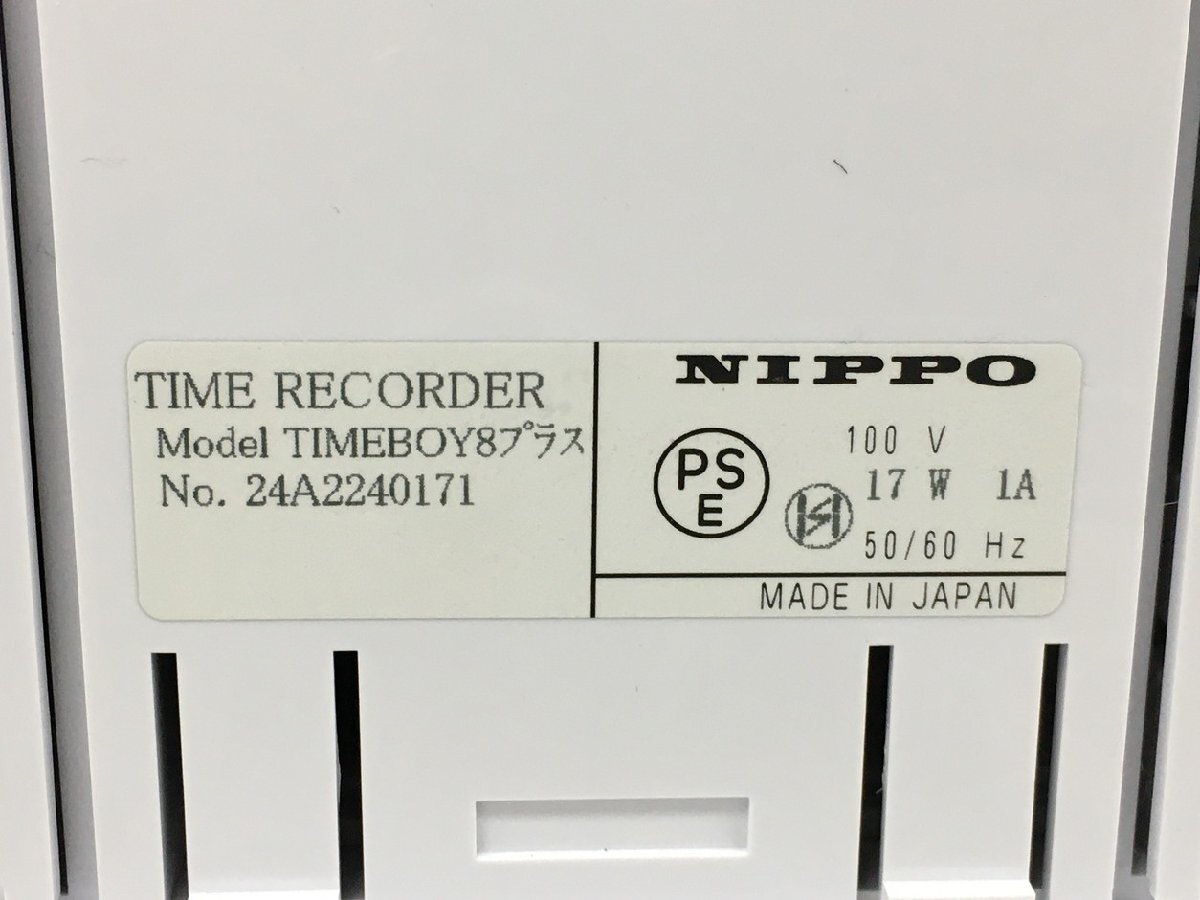 TIME RECORDER
Model TIMEBOY8プラス
No. 24A2240171
NIPPO
PS
E
100 V
17 W 1A
50/60 Hz
MADE IN JAPAN